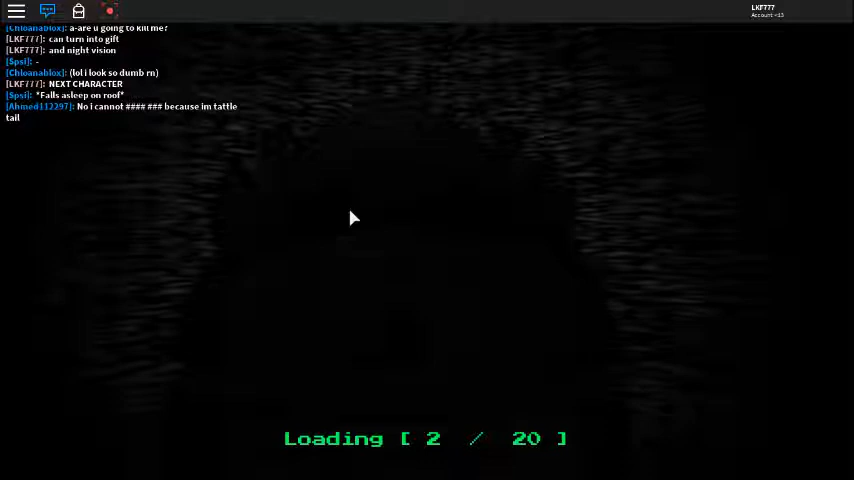 LKF777
Account <13
[Chloanablox]: a-are u going to kill me?
[LKF777]: can turn into gift
[LKF777]: and night vision
[Spsi]: -
[Chloanablox]: (lol i look so dumb rn)
[LKF777]: NEXT CHARACTER
[Spsi]: *Falls asleep on roof*
[Ahmed112297]: No i cannot #### ### because im tattle
tail
Loading [ 2 / 20 ]